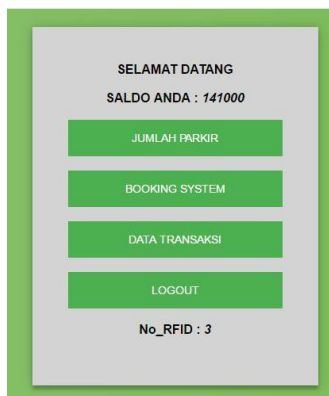 SELAMAT DATANG
SALDO ANDA : 141000
JUMLAH PARKIR
BOOKING SYSTEM
DATA TRANSAKSI
LOGOUT
No_RFID : 3